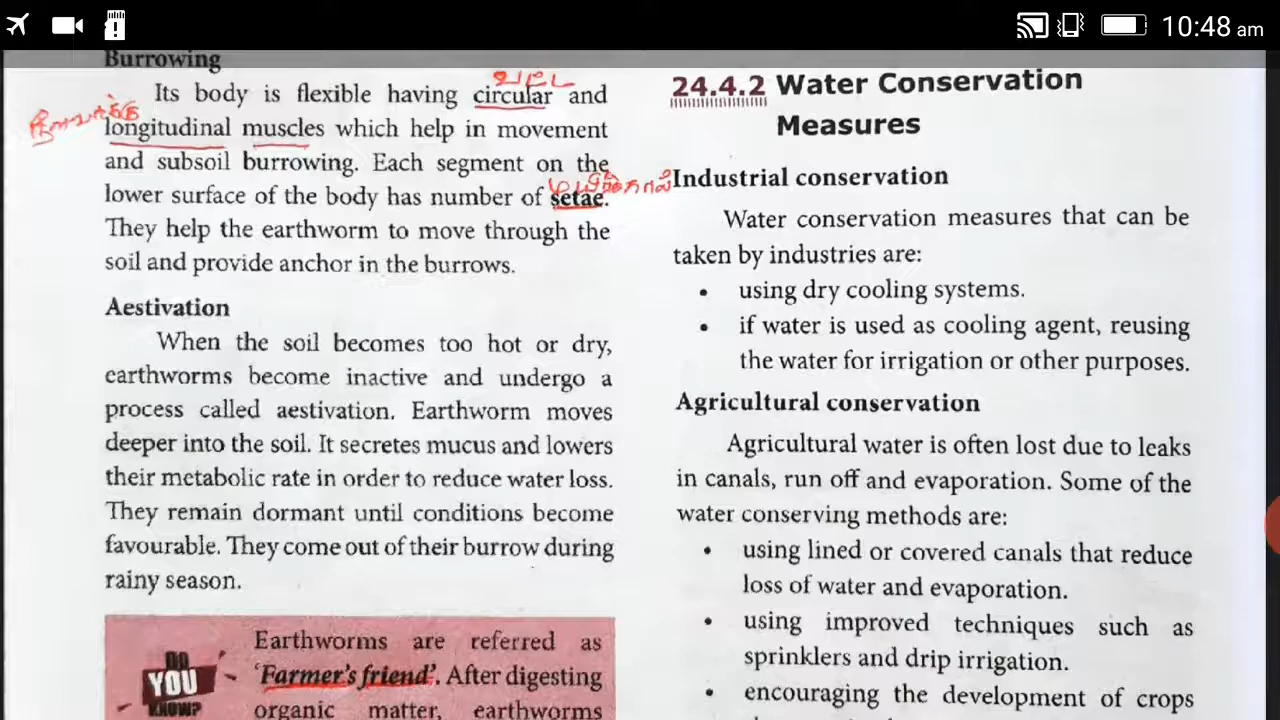 10:48 am
Burrowing
வட்ட
Its body is flexible having circular and
longitudinal muscles which help in movement
and subsoil burrowing. Each segment on the
lower surface of the body has number of setae.
They help the earthworm to move through the
soil and provide anchor in the burrows.
Aestivation
When the soil becomes too hot or dry,
earthworms become inactive and undergo a
process called aestivation. Earthworm moves
deeper into the soil. It secretes mucus and lowers
their metabolic rate in order to reduce water loss.
They remain dormant until conditions become
favourable. They come out of their burrow during
rainy season.
DO
YOU
KNOW?
Earthworms are referred as
‘Farmer’s friend’. After digesting
organic matter, earthworms
24.4.2 Water Conservation
Measures
Industrial conservation
Water conservation measures that can be
taken by industries are:
• using dry cooling systems.
• if water is used as cooling agent, reusing
the water for irrigation or other purposes.
Agricultural conservation
Agricultural water is often lost due to leaks
in canals, run off and evaporation. Some of the
water conserving methods are:
• using lined or covered canals that reduce
loss of water and evaporation.
• using improved techniques such as
sprinklers and drip irrigation.
• encouraging the development of crops